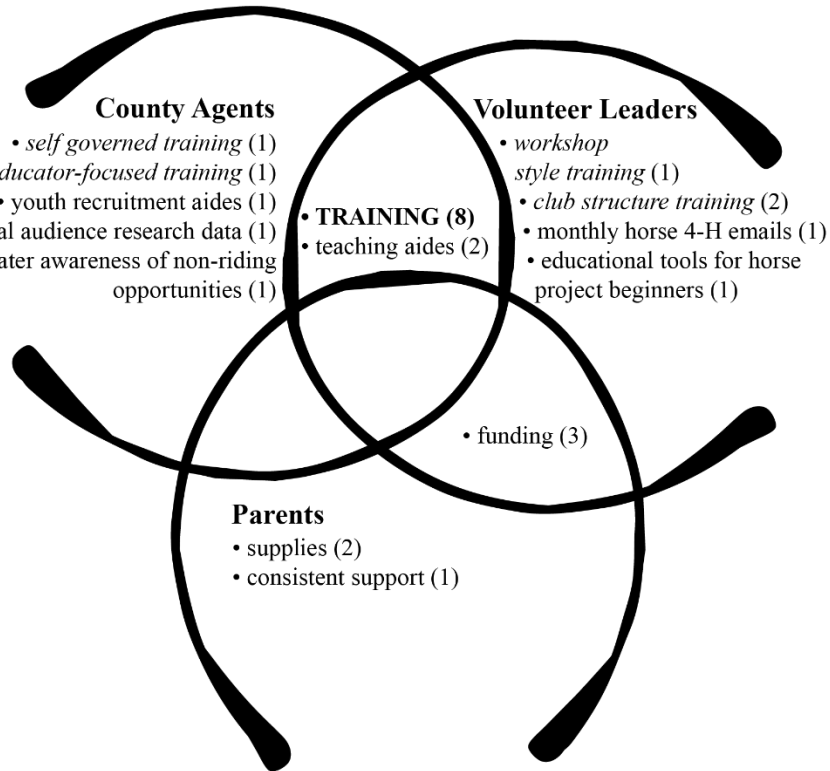 County Agents
• self governed training (1)
ducator-focused training (1)
• youth recruitment aides (1)
al audience research data (1)
ater awareness of non-riding
opportunities (1)
• TRAINING (8)
• teaching aides (2)
Volunteer Leaders
• workshop
style training (1)
• club structure training (2)
• monthly horse 4-H emails (1)
• educational tools for horse
project beginners (1)
• funding (3)
Parents
• supplies (2)
• consistent support (1)